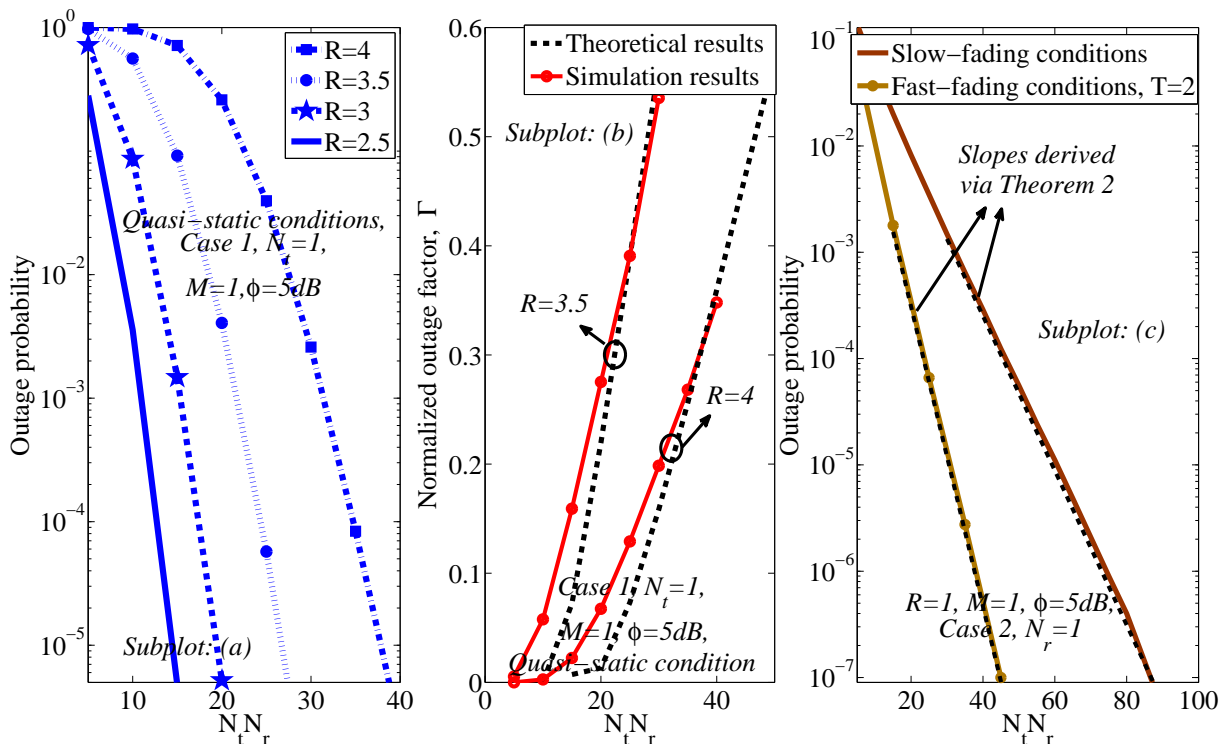 10^0
10^-2
10^-3
10^-4
10^-5
Outage probability
R=4
R=3.5
R=3
R=2.5
Quasi−static conditions,
Case 1, N_t=1,
M=1,ϕ=5dB
Subplot: (a)
10 20 30 40
N_tN_r
Normalized outage factor, Γ
0.5
0.4
0.3
0.2
0.1
0
Theoretical results
Simulation results
Subplot: (b)
R=3.5
R=4
Case 1, N_t=1,
M=1, ϕ=5dB,
Quasi−static condition
0 20 40
N_tN_r
Outage probability
10^-1
10^-2
10^-3
10^-4
10^-5
10^-6
10^-7
Slow−fading conditions
Fast−fading conditions, T=2
Slopes derived
via Theorem 2
Subplot: (c)
R=1, M=1, ϕ=5dB,
Case 2, N_r=1
20 40 60 80 100
N_tN_r